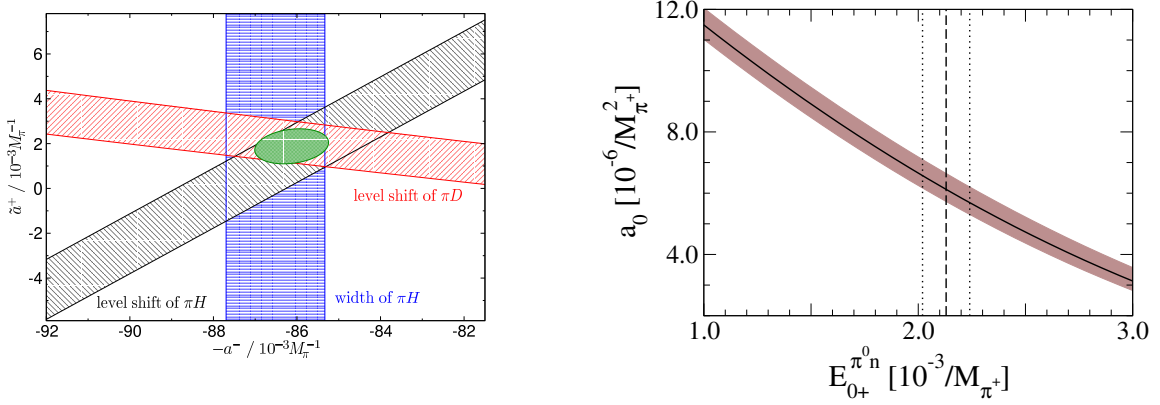 6
4
2
0
-2
-4
ã⁺ / 10⁻³M_π⁻¹
level shift of πD
level shift of πH
width of πH
-92 -90 -88 -86 -84 -82
−a⁻ / 10⁻³M_π⁻¹
12.0
8.0
4.0
a₀ [10⁻⁶/M²_π⁺]
1.0 2.0 3.0
E₀₊^π⁰n [10⁻³/M_π⁺]